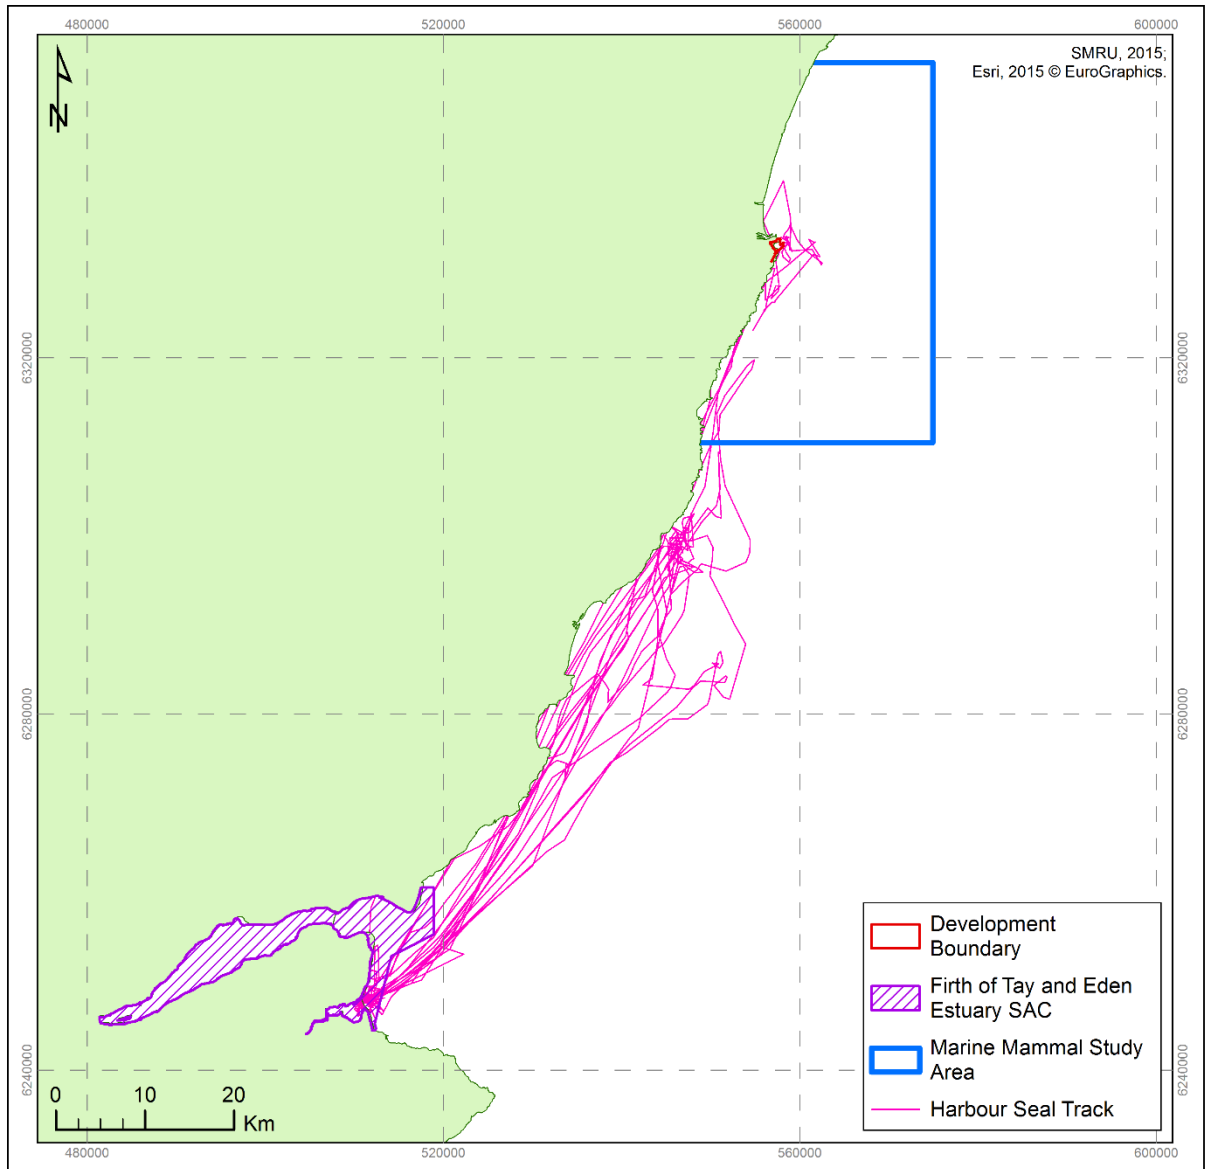 480000
520000
560000
600000
SMRU, 2015;
Esri, 2015 © EuroGraphics.
N
6320000
6320000
6280000
6280000
6240000
6240000
Development
Boundary
Firth of Tay and Eden
Estuary SAC
Marine Mammal Study
Area
Harbour Seal Track
0 10 20
Km
480000
520000
560000
600000